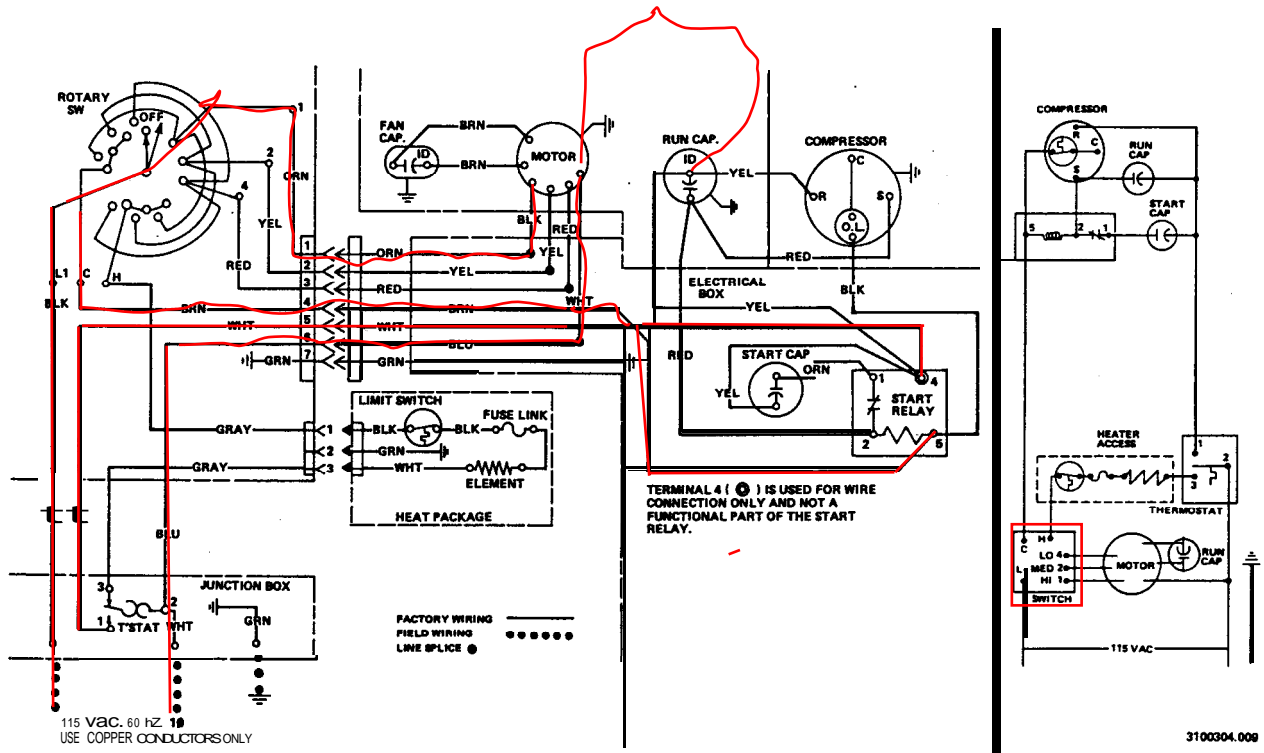 ROTARY
SW
OFF
1
2
4
ORN
YEL
RED
L1
C
H
BLK
BRN
WHT
GRN
1
2
3
4
5
6
7
FAN
CAP.
ID
BRN
BRN
MOTOR
BLK
RED
YEL
WHT
ORN
YEL
RED
BRN
WHT
BLU
GRN
RUN CAP.
ID
YEL
COMPRESSOR
C
R
S
O.L.
RED
BLK
ELECTRICAL
BOX
YEL
RED
START CAP
ORN
YEL
1
4
START
RELAY
2
5
GRAY
GRAY
1
2
3
LIMIT SWITCH
BLK
BLK
FUSE LINK
GRN
WHT
ELEMENT
HEAT PACKAGE
TERMINAL 4 ( ) IS USED FOR WIRE
CONNECTION ONLY AND NOT A
FUNCTIONAL PART OF THE START
RELAY.
BLU
JUNCTION BOX
3
2
1
T'STAT
WHT
GRN
FACTORY WIRING
FIELD WIRING
LINE SPLICE
115 vac. 60 hZ. 1
USE COPPER CONDUCTORS ONLY
COMPRESSOR
R
C
S
RUN
CAP
START
CAP
5
2
1
HEATER
ACCESS
1
2
3
THERMOSTAT
C
H
L
LO 4
MED 2
HI 1
SWITCH
MOTOR
RUN
CAP
115 VAC
3100304.009